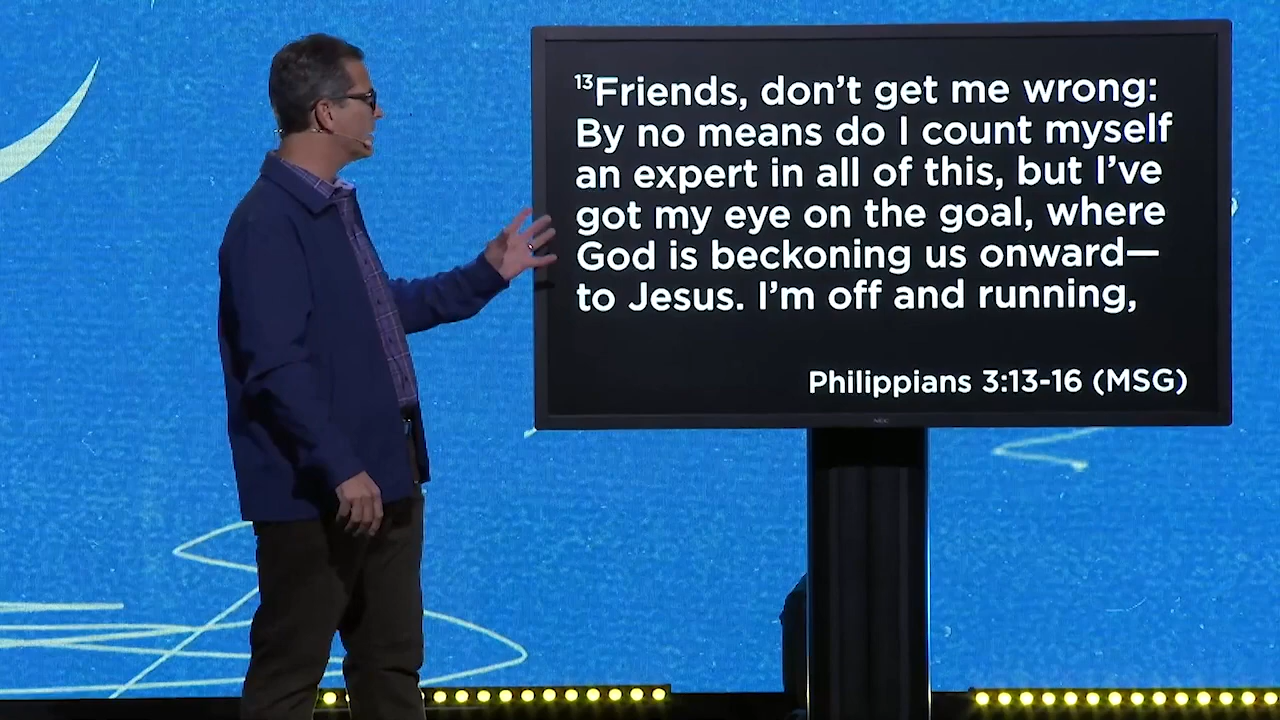 ¹³Friends, don’t get me wrong:
By no means do I count myself
an expert in all of this, but I’ve
got my eye on the goal, where
God is beckoning us onward—
to Jesus. I’m off and running,
Philippians 3:13-16 (MSG)
NEC